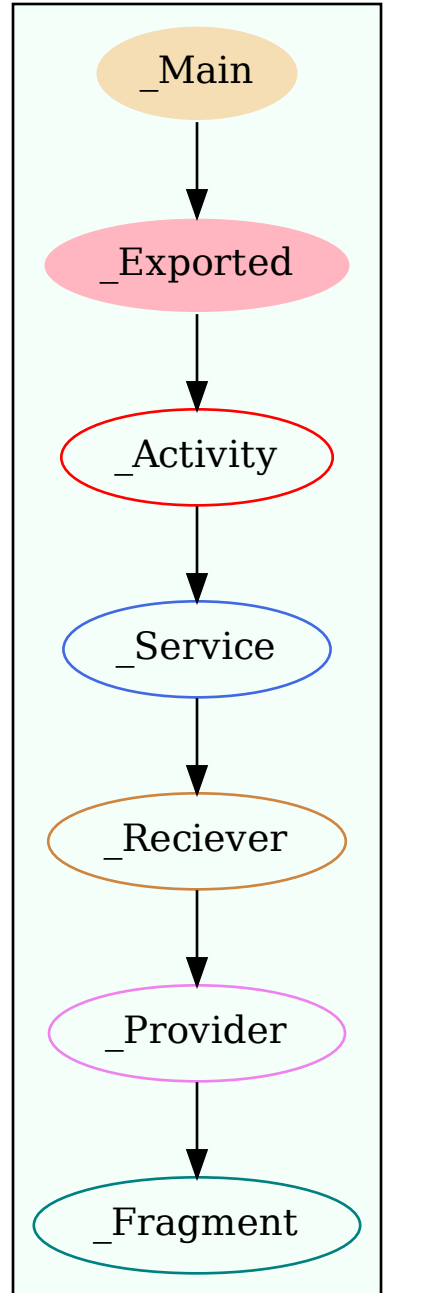 _Main
_Exported
_Activity
_Service
_Reciever
_Provider
_Fragment